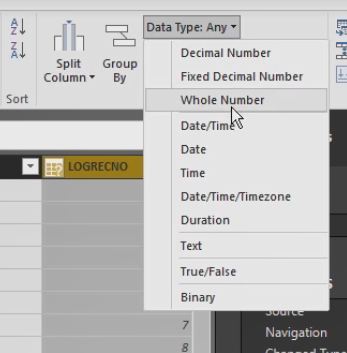 Data Type: Any
Split
Column
Group
By
Sort
Decimal Number
Fixed Decimal Number
Whole Number
Date/Time
Date
Time
Date/Time/Timezone
Duration
Text
True/False
Binary
LOGRECNO
7
8
Source
Navigation
Changed Type